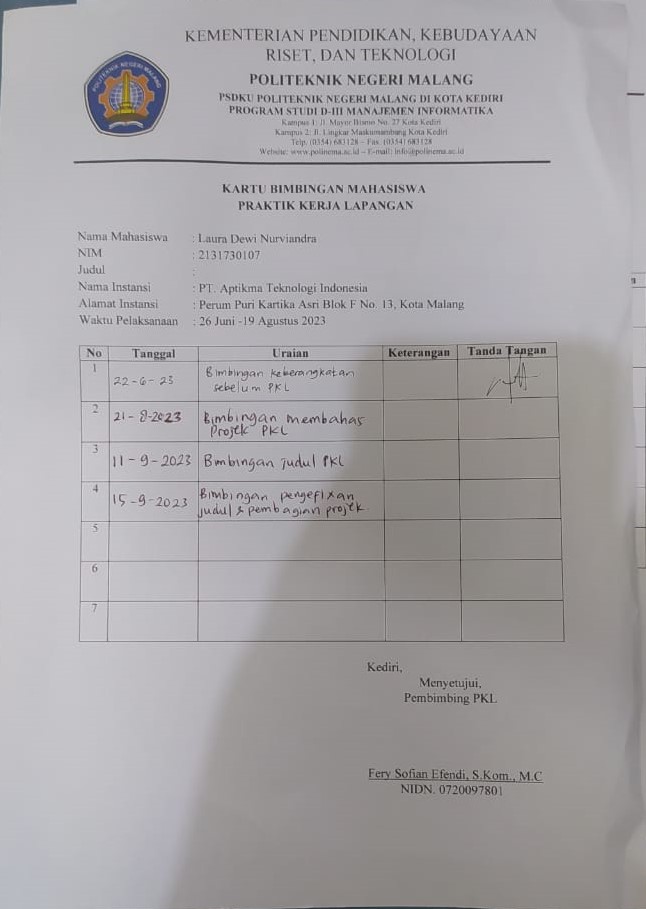 KEMENTERIAN PENDIDIKAN, KEBUDAYAAN
RISET, DAN TEKNOLOGI
POLITEKNIK NEGERI MALANG
PSDKU POLITEKNIK NEGERI MALANG DI KOTA KEDIRI
PROGRAM STUDI D-III MANAJEMEN INFORMATIKA
Kampus 1: Jl. Mayor Bismo No. 27 Kota Kediri
Kampus 2: Jl. Lingkar Maskumambang Kota Kediri
Telp. (0354) 683128 – Fax. (0354) 683128
Website: www.polinema.ac.id – E-mail: info@polinema.ac.id
POLITEKNIK NEGERI MALANG
KARTU BIMBINGAN MAHASISWA
PRAKTIK KERJA LAPANGAN
Nama Mahasiswa : Laura Dewi Nurviandra
NIM : 2131730107
Judul :
Nama Instansi : PT. Aptikma Teknologi Indonesia
Alamat Instansi : Perum Puri Kartika Asri Blok F No. 13, Kota Malang
Waktu Pelaksanaan : 26 Juni -19 Agustus 2023
No Tanggal Uraian Keterangan Tanda Tangan
1 22-6-23 Bimbingan keberangkatan
sebelum PKL
2 21-8-2023 Bimbingan membahas
Projek PKL
3 11-9-2023 Bimbingan judul PKL
4 15-9-2023 Bimbingan pengefixan
judul & pembagian projek.
5
6
7
Kediri,
Menyetujui,
Pembimbing PKL
Fery Sofian Efendi, S.Kom., M.C
NIDN. 0720097801